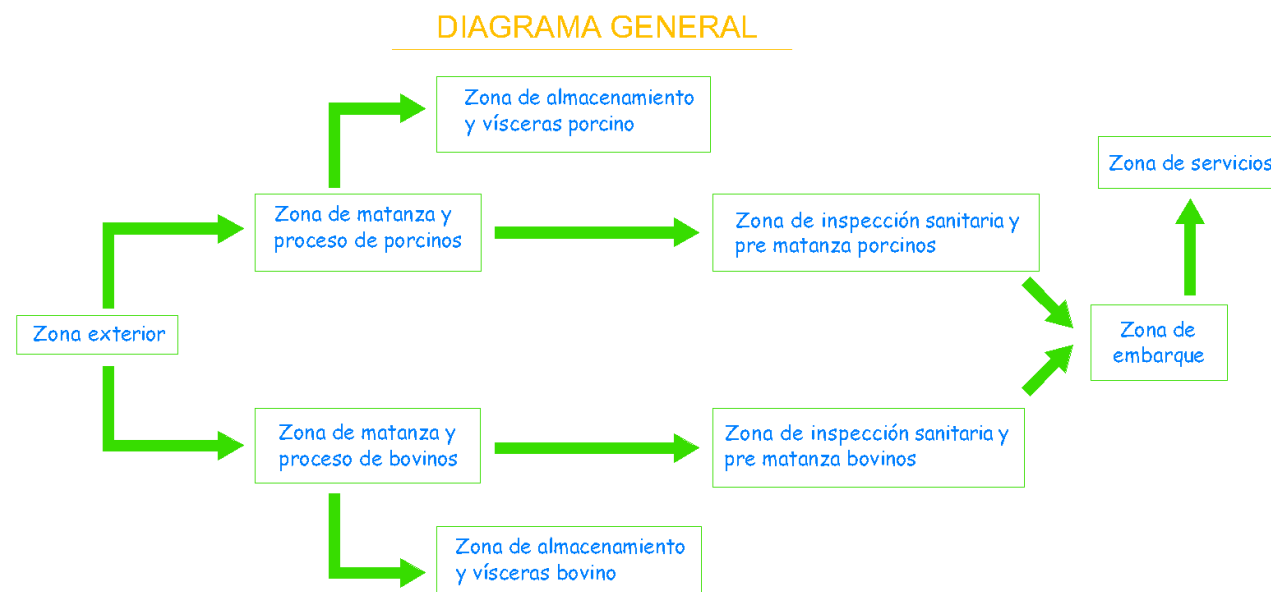 DIAGRAMA GENERAL
Zona de almacenamiento
y vísceras porcino
Zona de servicios
Zona de matanza y
proceso de porcinos
Zona de inspección sanitaria y
pre matanza porcinos
Zona exterior
Zona de
embarque
Zona de matanza y
proceso de bovinos
Zona de inspección sanitaria y
pre matanza bovinos
Zona de almacenamiento
y vísceras bovino